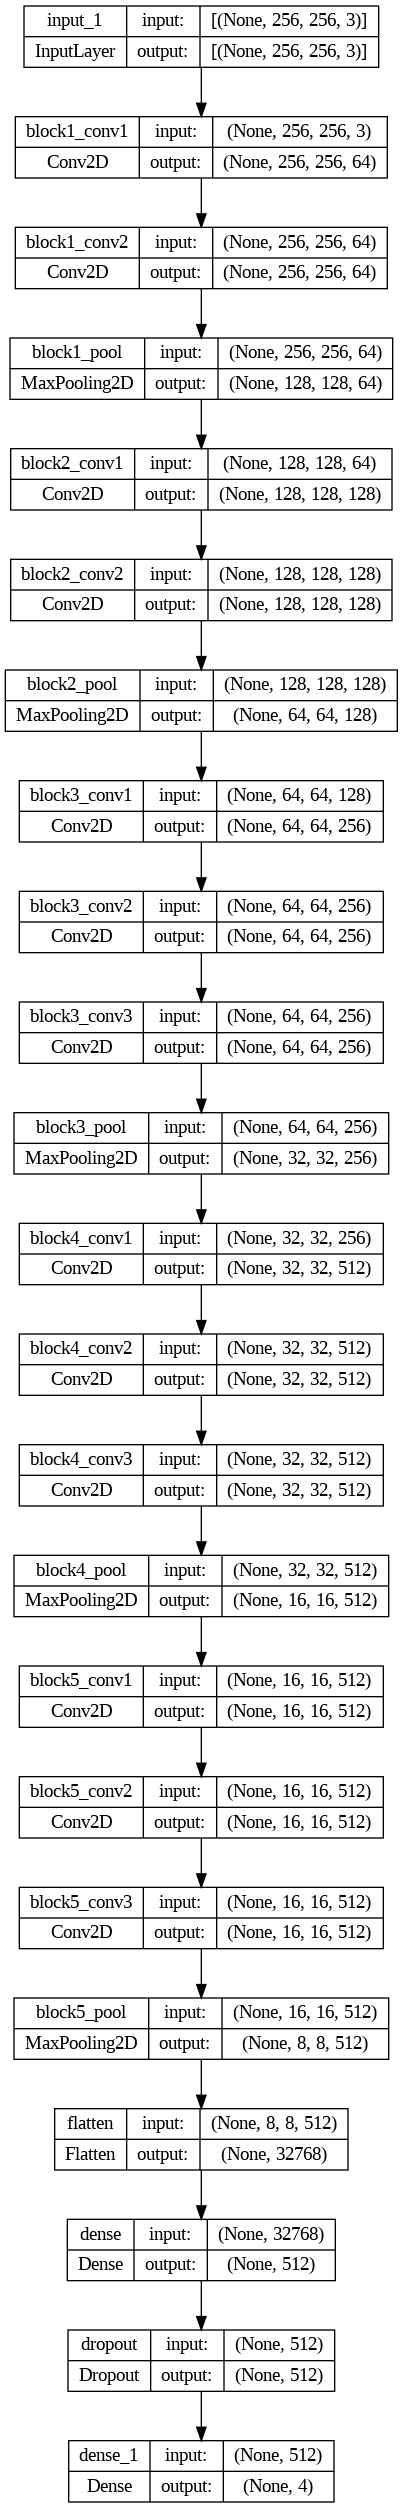 input_1 input: [(None, 256, 256, 3)]
InputLayer output: [(None, 256, 256, 3)]
block1_conv1 input: (None, 256, 256, 3)
Conv2D output: (None, 256, 256, 64)
block1_conv2 input: (None, 256, 256, 64)
Conv2D output: (None, 256, 256, 64)
block1_pool input: (None, 256, 256, 64)
MaxPooling2D output: (None, 128, 128, 64)
block2_conv1 input: (None, 128, 128, 64)
Conv2D output: (None, 128, 128, 128)
block2_conv2 input: (None, 128, 128, 128)
Conv2D output: (None, 128, 128, 128)
block2_pool input: (None, 128, 128, 128)
MaxPooling2D output: (None, 64, 64, 128)
block3_conv1 input: (None, 64, 64, 128)
Conv2D output: (None, 64, 64, 256)
block3_conv2 input: (None, 64, 64, 256)
Conv2D output: (None, 64, 64, 256)
block3_conv3 input: (None, 64, 64, 256)
Conv2D output: (None, 64, 64, 256)
block3_pool input: (None, 64, 64, 256)
MaxPooling2D output: (None, 32, 32, 256)
block4_conv1 input: (None, 32, 32, 256)
Conv2D output: (None, 32, 32, 512)
block4_conv2 input: (None, 32, 32, 512)
Conv2D output: (None, 32, 32, 512)
block4_conv3 input: (None, 32, 32, 512)
Conv2D output: (None, 32, 32, 512)
block4_pool input: (None, 32, 32, 512)
MaxPooling2D output: (None, 16, 16, 512)
block5_conv1 input: (None, 16, 16, 512)
Conv2D output: (None, 16, 16, 512)
block5_conv2 input: (None, 16, 16, 512)
Conv2D output: (None, 16, 16, 512)
block5_conv3 input: (None, 16, 16, 512)
Conv2D output: (None, 16, 16, 512)
block5_pool input: (None, 16, 16, 512)
MaxPooling2D output: (None, 8, 8, 512)
flatten input: (None, 8, 8, 512)
Flatten output: (None, 32768)
dense input: (None, 32768)
Dense output: (None, 512)
dropout input: (None, 512)
Dropout output: (None, 512)
dense_1 input: (None, 512)
Dense output: (None, 4)